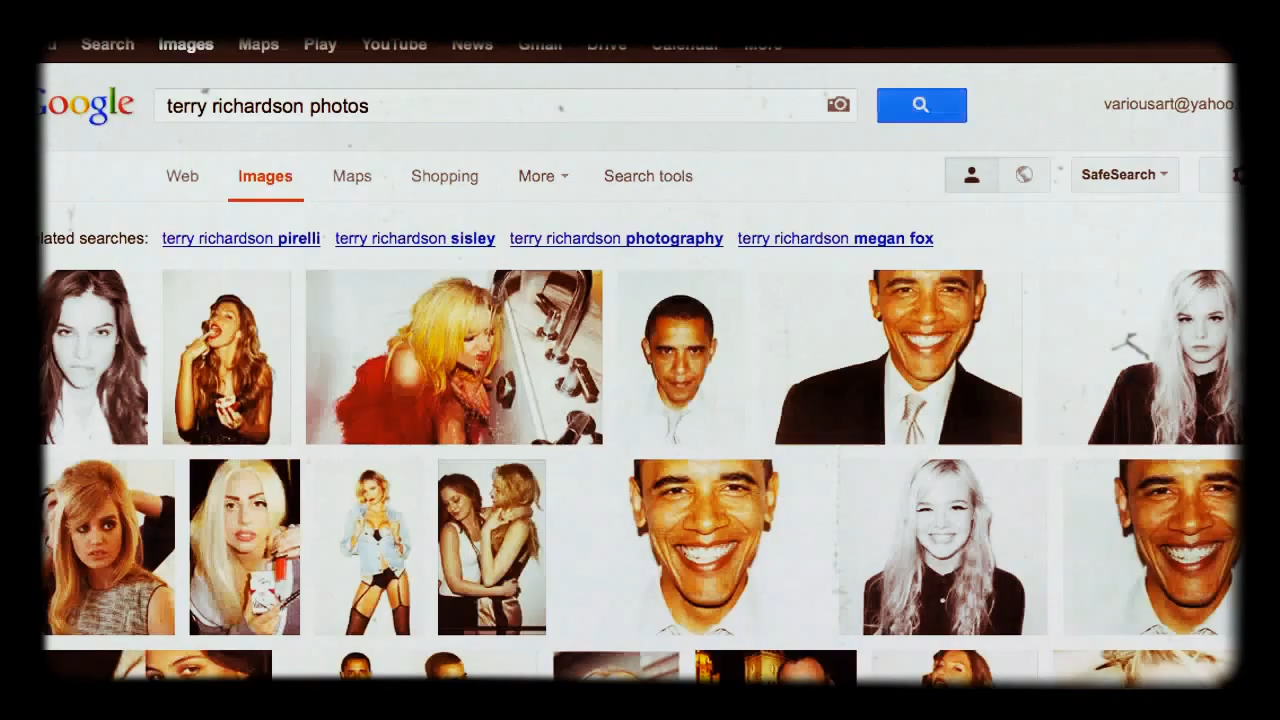 Search Images Maps Play YouTube News Gmail Drive Calendar More
Google terry richardson photos variousart@yahoo.
Web Images Maps Shopping More Search tools SafeSearch
lated searches: terry richardson pirelli terry richardson sisley terry richardson photography terry richardson megan fox